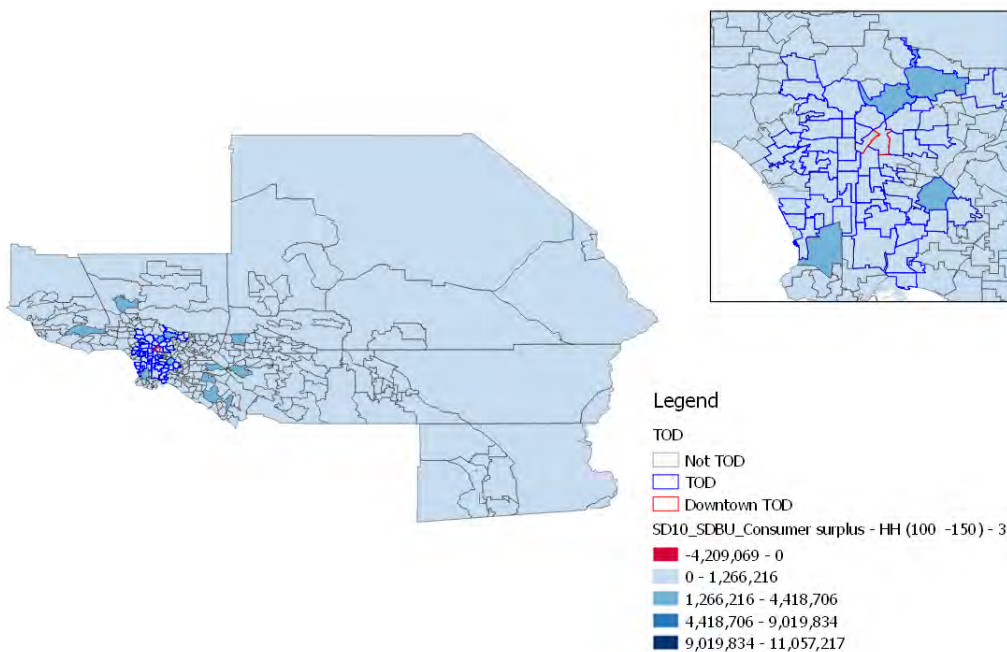 Legend
TOD
Not TOD
TOD
Downtown TOD
SD10_SDBU_Consumer surplus - HH (100 -150) - 3
-4,209,069 - 0
0 - 1,266,216
1,266,216 - 4,418,706
4,418,706 - 9,019,834
9,019,834 - 11,057,217